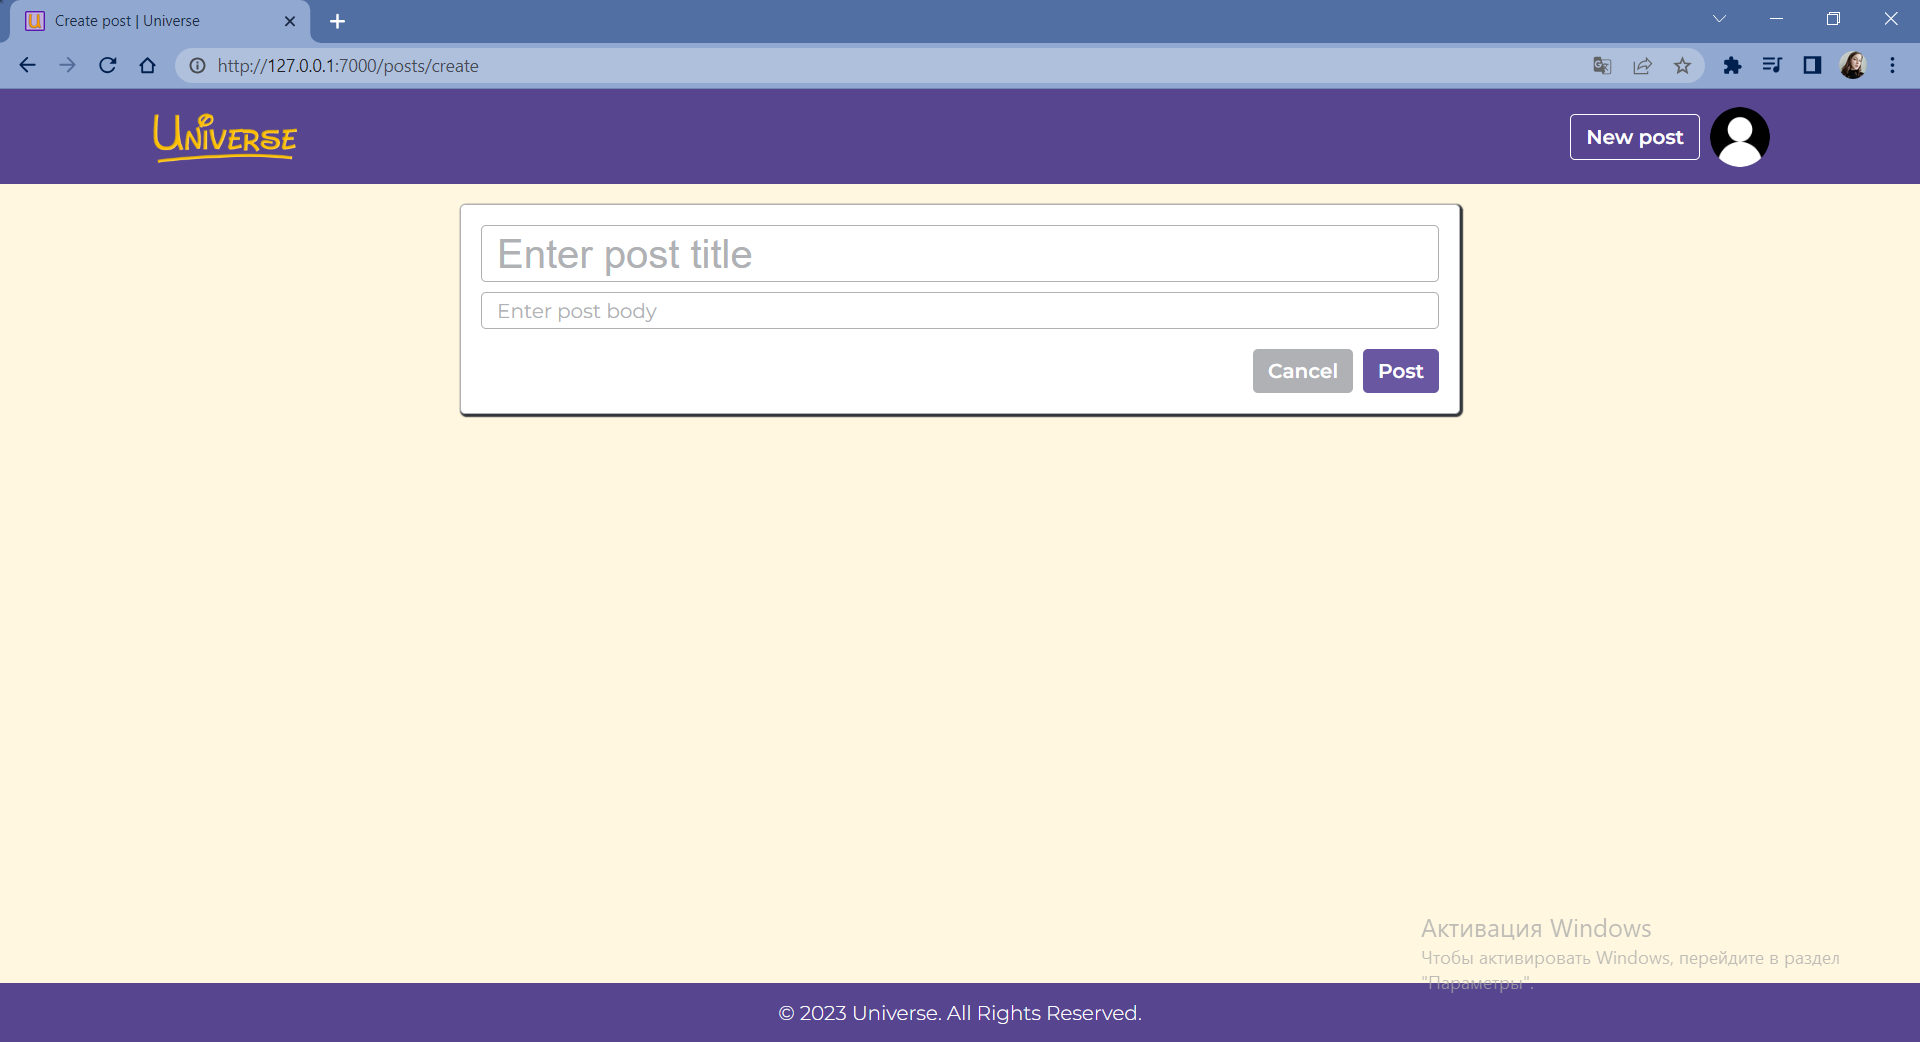 Create post | Universe
http://127.0.0.1:7000/posts/create
UNIVERSE
New post
Enter post title
Enter post body
Cancel
Post
Активация Windows
Чтобы активировать Windows, перейдите в раздел
"Параметры".
© 2023 Universe. All Rights Reserved.